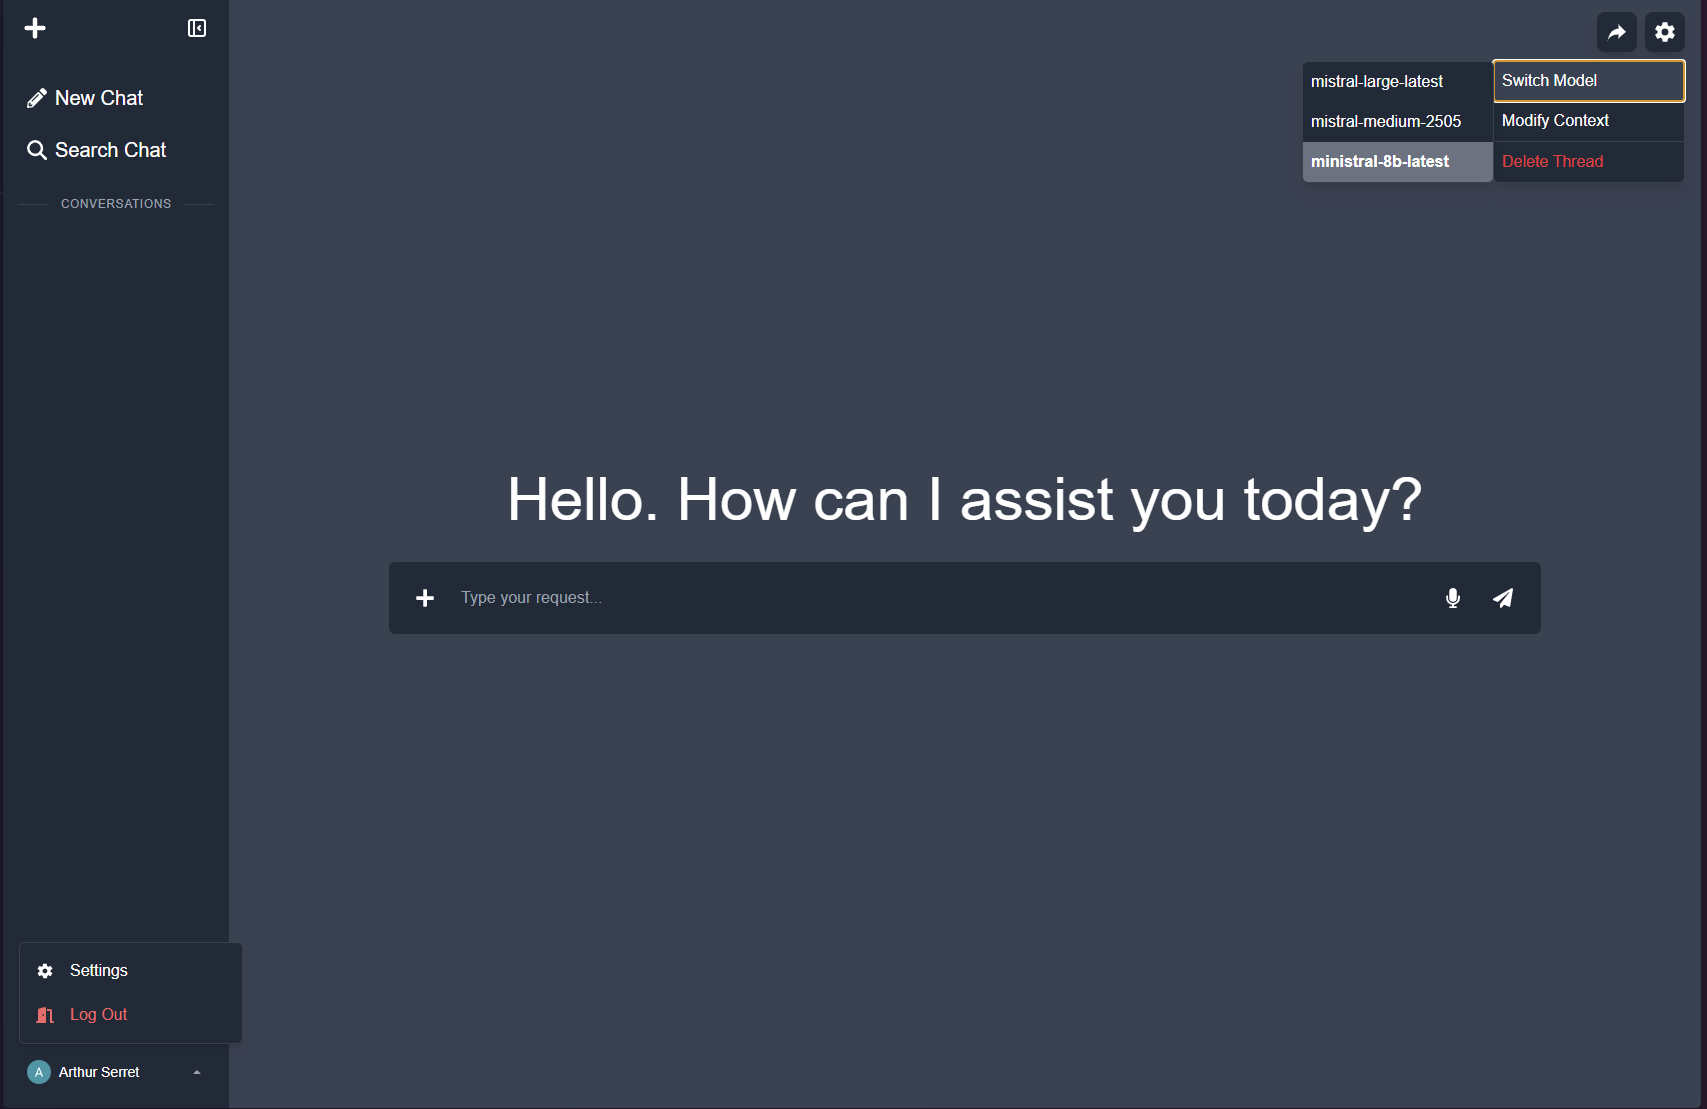 New Chat
Search Chat
CONVERSATIONS
mistral-large-latest
mistral-medium-2505
ministral-8b-latest
Switch Model
Modify Context
Delete Thread
Hello. How can I assist you today?
Type your request...
Settings
Log Out
A
Arthur Serret